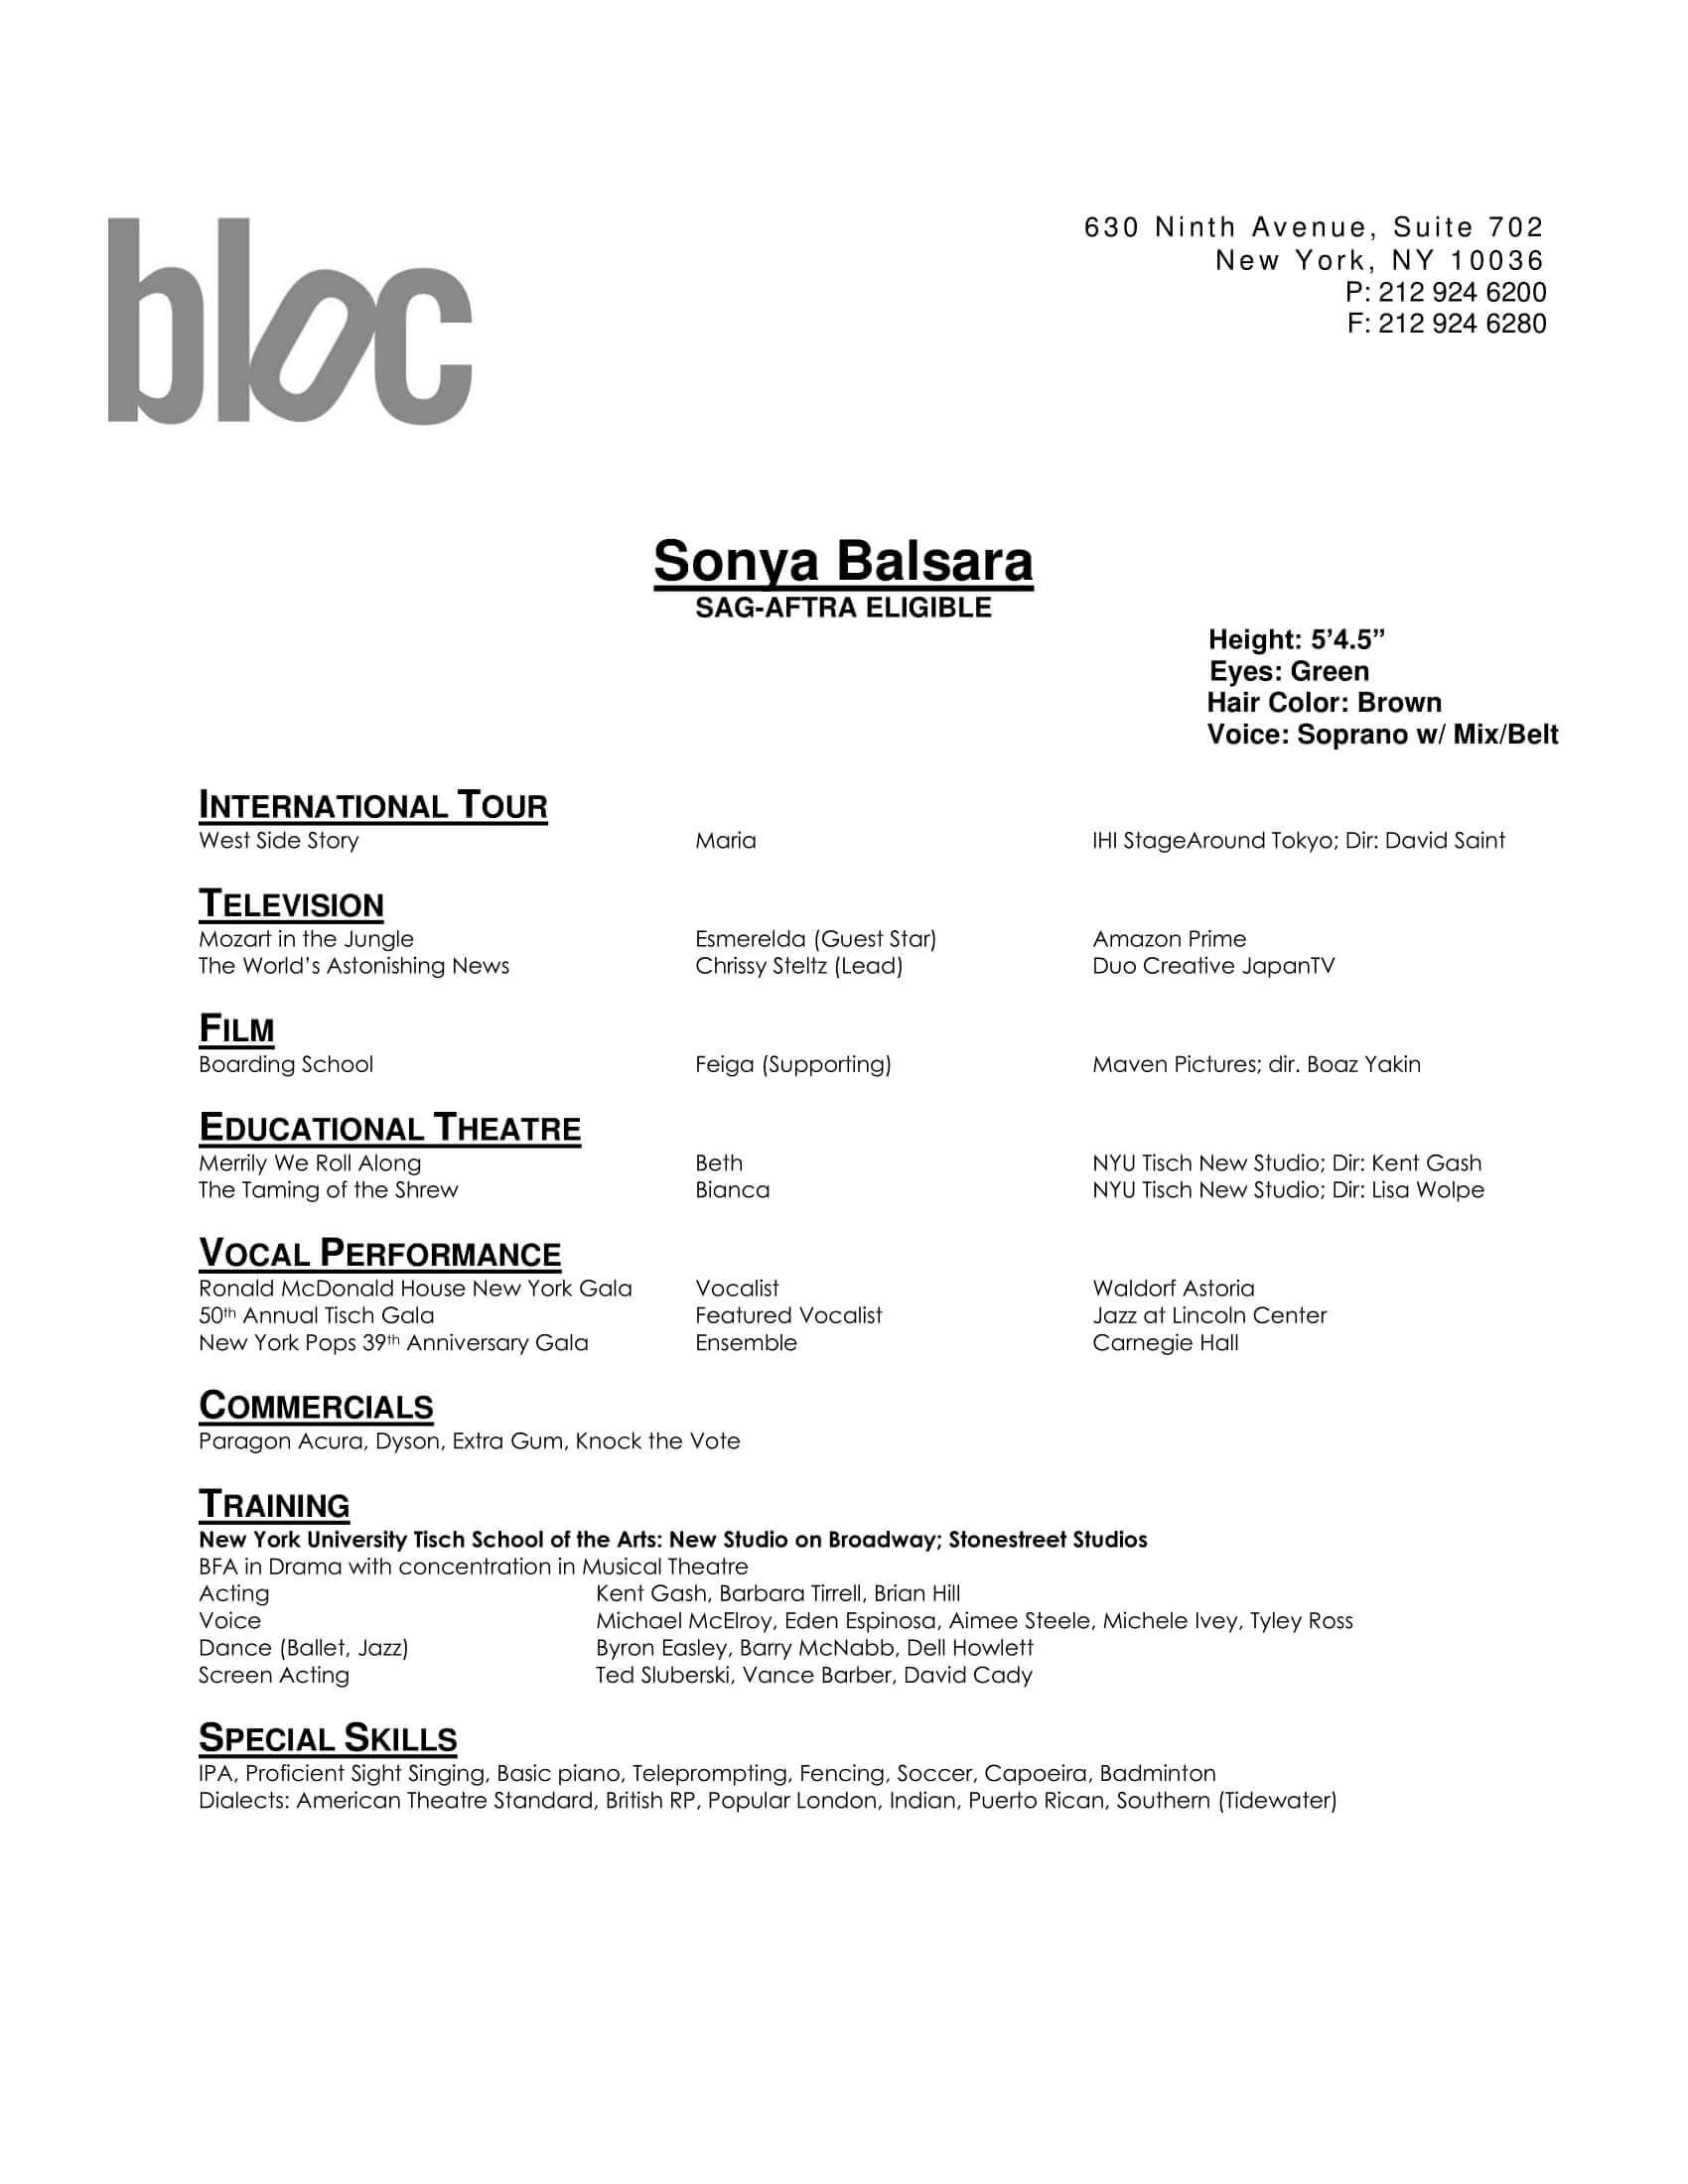 bloc
630 Ninth Avenue, Suite 702
New York, NY 10036
P: 212 924 6200
F: 212 924 6280
Sonya Balsara
SAG-AFTRA ELIGIBLE
Height: 5’4.5”
Eyes: Green
Hair Color: Brown
Voice: Soprano w/ Mix/Belt
INTERNATIONAL TOUR
West Side Story Maria IHI StageAround Tokyo; Dir: David Saint
TELEVISION
Mozart in the Jungle Esmerelda (Guest Star) Amazon Prime
The World’s Astonishing News Chrissy Steltz (Lead) Duo Creative JapanTV
FILM
Boarding School Feiga (Supporting) Maven Pictures; dir. Boaz Yakin
EDUCATIONAL THEATRE
Merrily We Roll Along Beth NYU Tisch New Studio; Dir: Kent Gash
The Taming of the Shrew Bianca NYU Tisch New Studio; Dir: Lisa Wolpe
VOCAL PERFORMANCE
Ronald McDonald House New York Gala Vocalist Waldorf Astoria
50th Annual Tisch Gala Featured Vocalist Jazz at Lincoln Center
New York Pops 39th Anniversary Gala Ensemble Carnegie Hall
COMMERCIALS
Paragon Acura, Dyson, Extra Gum, Knock the Vote
TRAINING
New York University Tisch School of the Arts: New Studio on Broadway; Stonestreet Studios
BFA in Drama with concentration in Musical Theatre
Acting Kent Gash, Barbara Tirrell, Brian Hill
Voice Michael McElroy, Eden Espinosa, Aimee Steele, Michele Ivey, Tyley Ross
Dance (Ballet, Jazz) Byron Easley, Barry McNabb, Dell Howlett
Screen Acting Ted Sluberski, Vance Barber, David Cady
SPECIAL SKILLS
IPA, Proficient Sight Singing, Basic piano, Teleprompting, Fencing, Soccer, Capoeira, Badminton
Dialects: American Theatre Standard, British RP, Popular London, Indian, Puerto Rican, Southern (Tidewater)